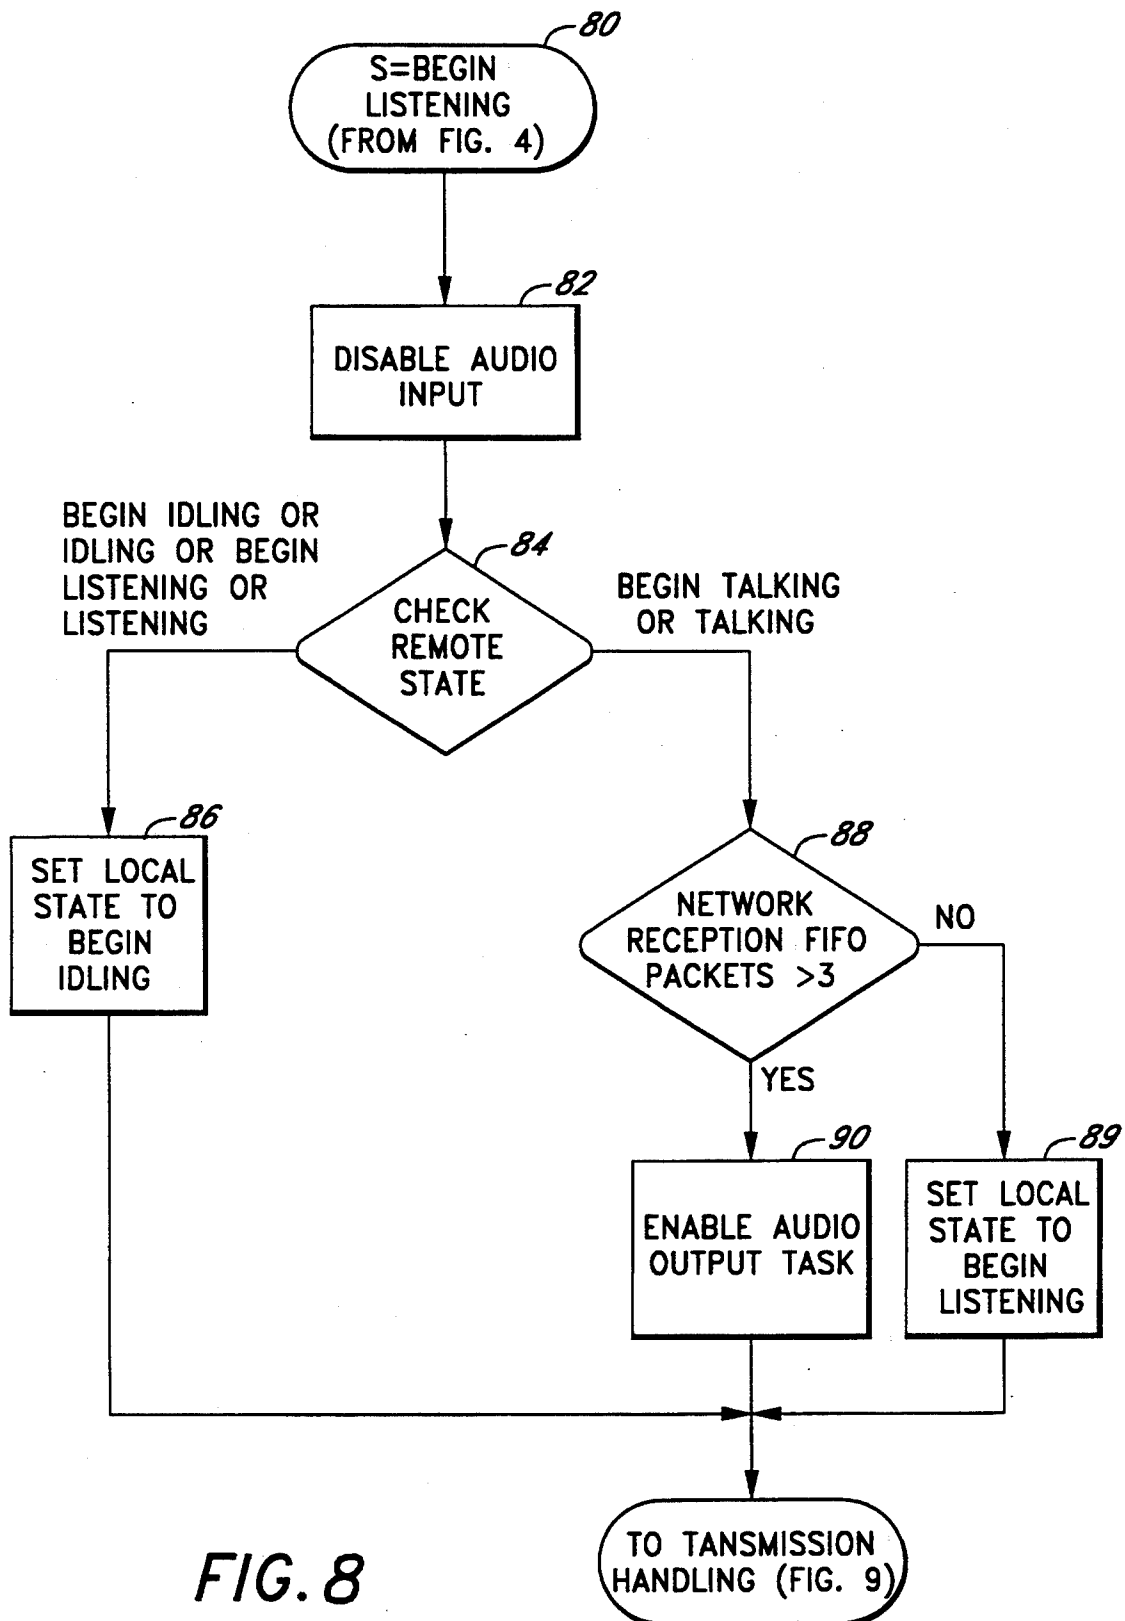 80
S=BEGIN
LISTENING
(FROM FIG. 4)
82
DISABLE AUDIO
INPUT
BEGIN IDLING OR
IDLING OR BEGIN
LISTENING OR
LISTENING
84
CHECK
REMOTE
STATE
BEGIN TALKING
OR TALKING
86
SET LOCAL
STATE TO
BEGIN
IDLING
88
NETWORK
RECEPTION FIFO
PACKETS >3
NO
YES
90
ENABLE AUDIO
OUTPUT TASK
89
SET LOCAL
STATE TO
BEGIN
LISTENING
TO TANSMISSION
HANDLING (FIG. 9)
FIG. 8